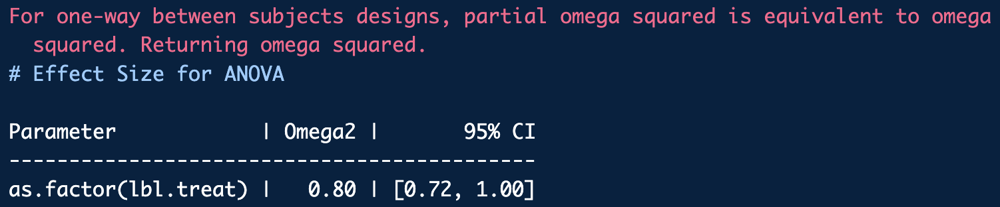 For one-way between subjects designs, partial omega squared is equivalent to omega
  squared. Returning omega squared.
# Effect Size for ANOVA

Parameter            | Omega2 |       95% CI
--------------------------------------------
as.factor(lbl.treat) |   0.80 | [0.72, 1.00]